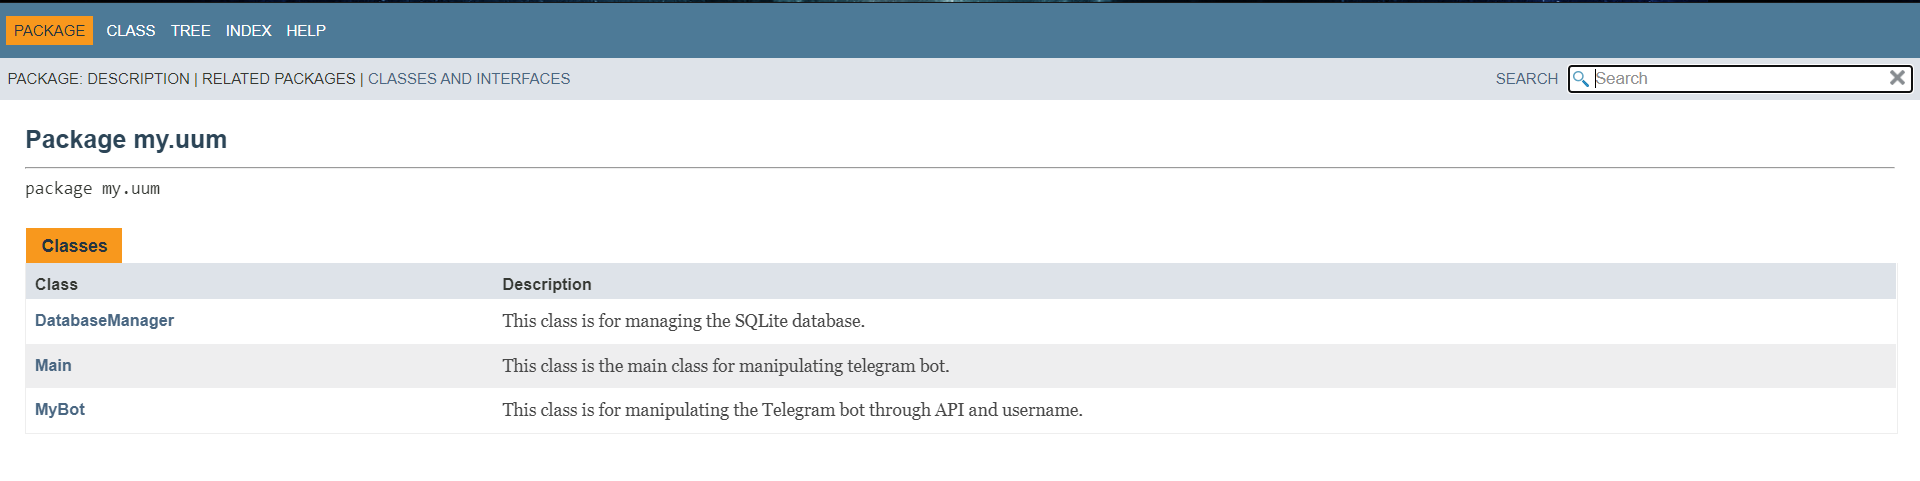 PACKAGE CLASS TREE INDEX HELP
PACKAGE: DESCRIPTION | RELATED PACKAGES | CLASSES AND INTERFACES SEARCH Search
Package my.uum
package my.uum
Classes
Class Description
DatabaseManager This class is for managing the SQLite database.
Main This class is the main class for manipulating telegram bot.
MyBot This class is for manipulating the Telegram bot through API and username.